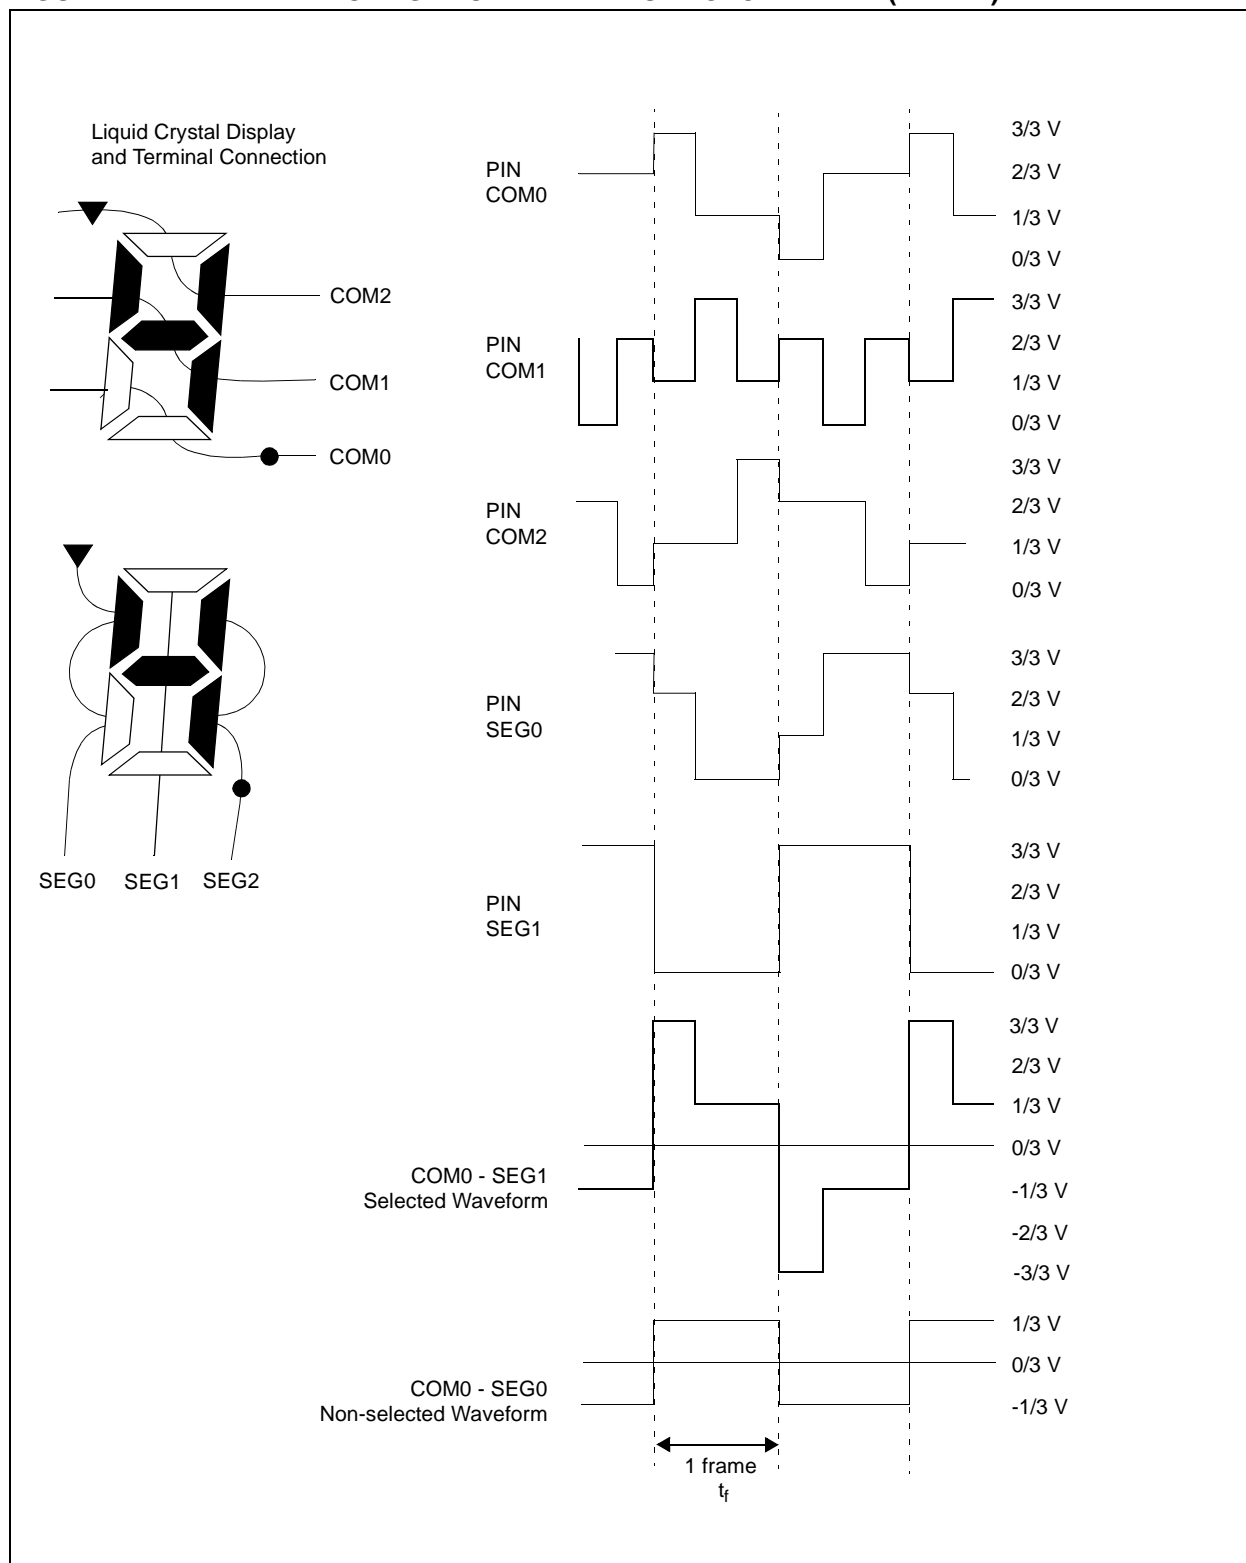 Liquid Crystal Display
and Terminal Connection
COM2
COM1
COM0
SEG0 SEG1 SEG2
PIN
COM0
3/3 V
2/3 V
1/3 V
0/3 V
PIN
COM1
3/3 V
2/3 V
1/3 V
0/3 V
PIN
COM2
3/3 V
2/3 V
1/3 V
0/3 V
PIN
SEG0
3/3 V
2/3 V
1/3 V
0/3 V
PIN
SEG1
3/3 V
2/3 V
1/3 V
0/3 V
COM0 - SEG1
Selected Waveform
3/3 V
2/3 V
1/3 V
0/3 V
-1/3 V
-2/3 V
-3/3 V
COM0 - SEG0
Non-selected Waveform
1/3 V
0/3 V
-1/3 V
1 frame
tf